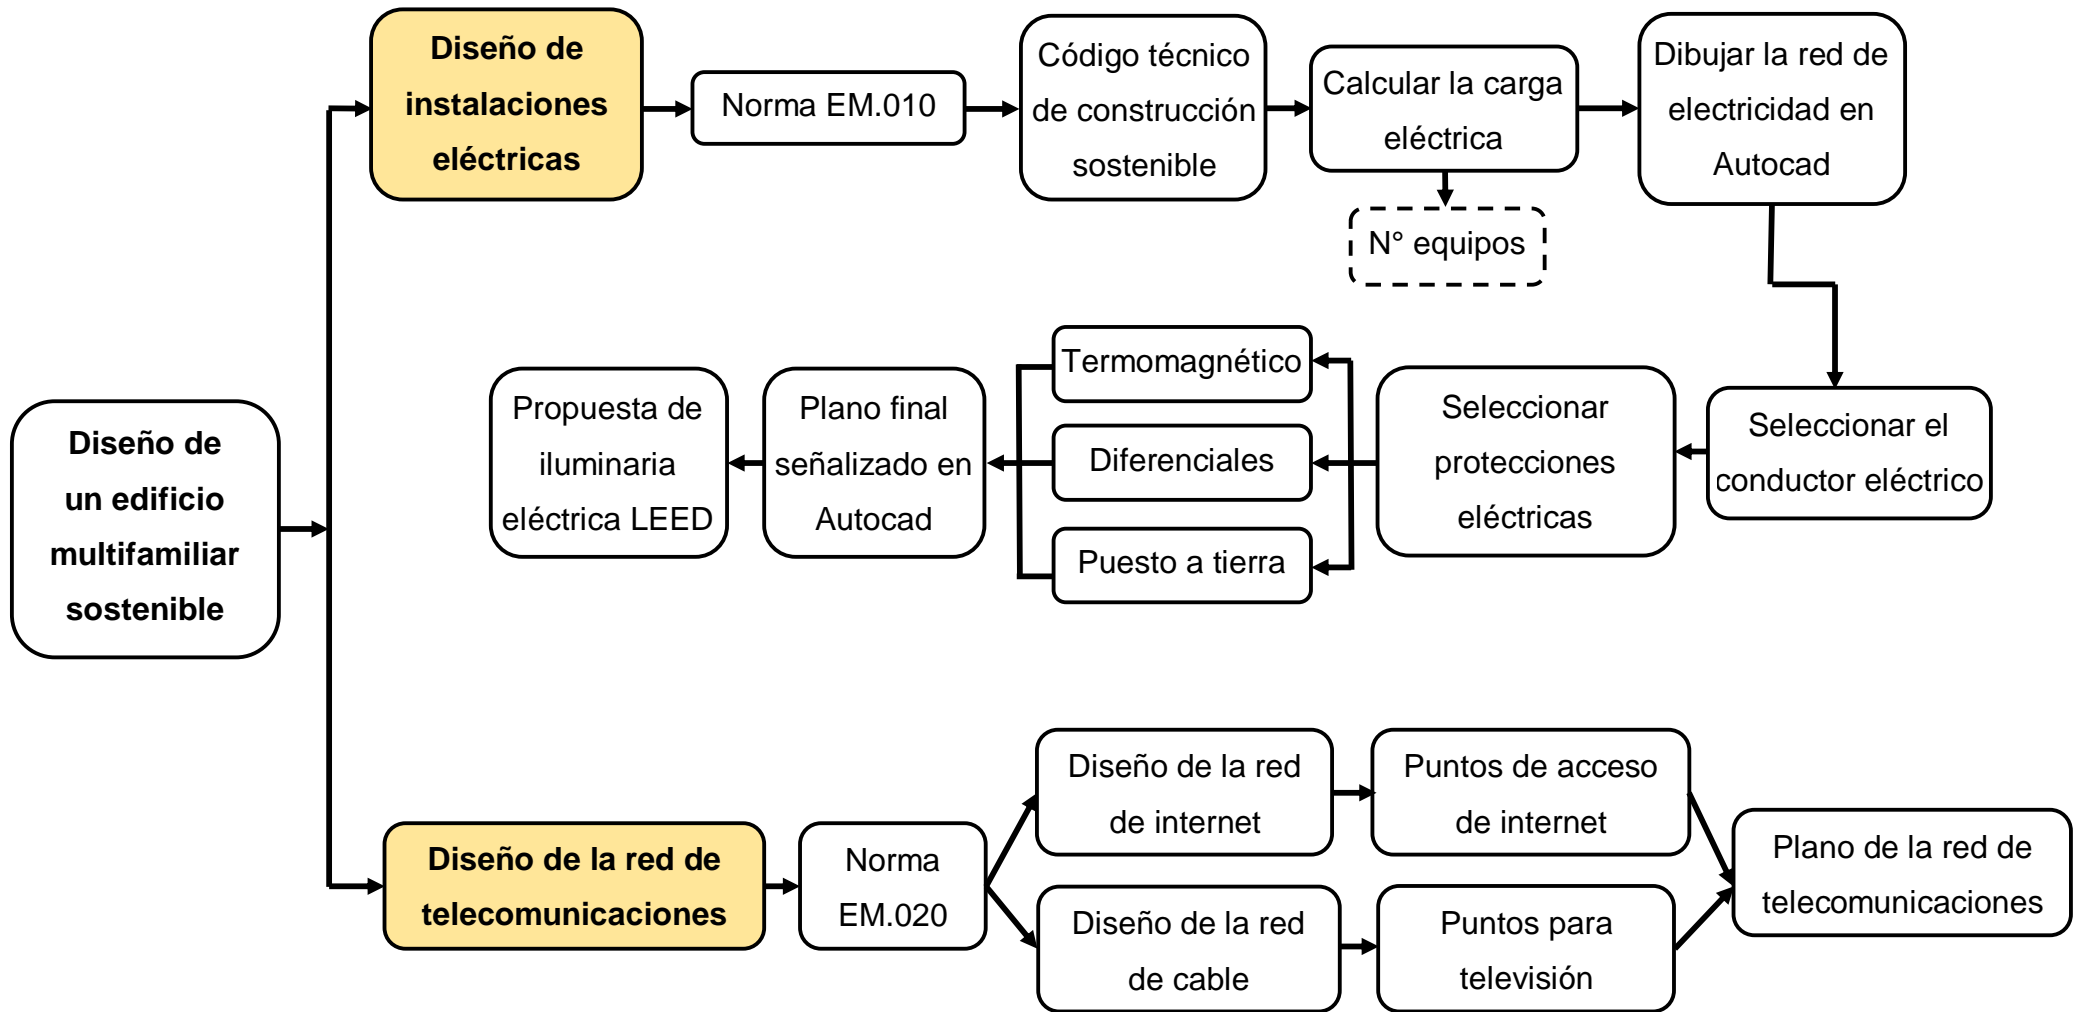 Diseño de
un edificio
multifamiliar
sostenible
Diseño de
instalaciones
eléctricas
Norma EM.010
Código técnico
de construcción
sostenible
Calcular la carga
eléctrica
N° equipos
Dibujar la red de
electricidad en
Autocad
Seleccionar el
conductor eléctrico
Seleccionar
protecciones
eléctricas
Termomagnético
Diferenciales
Puesto a tierra
Plano final
señalizado en
Autocad
Propuesta de
iluminaria
eléctrica LEED
Diseño de la red de
telecomunicaciones
Norma
EM.020
Diseño de la red
de internet
Puntos de acceso
de internet
Diseño de la red
de cable
Puntos para
televisión
Plano de la red de
telecomunicaciones